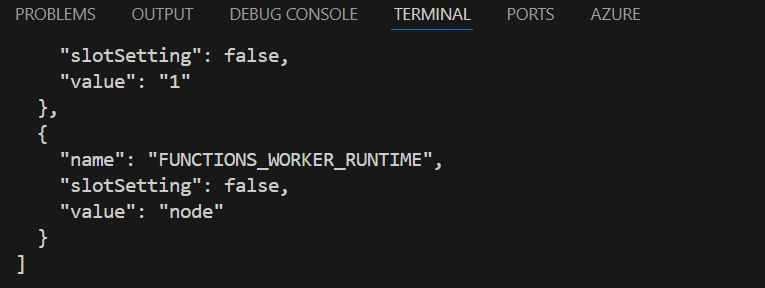 PROBLEMS OUTPUT DEBUG CONSOLE TERMINAL PORTS AZURE
"slotSetting": false,
"value": "1"
},
{
"name": "FUNCTIONS_WORKER_RUNTIME",
"slotSetting": false,
"value": "node"
}
]